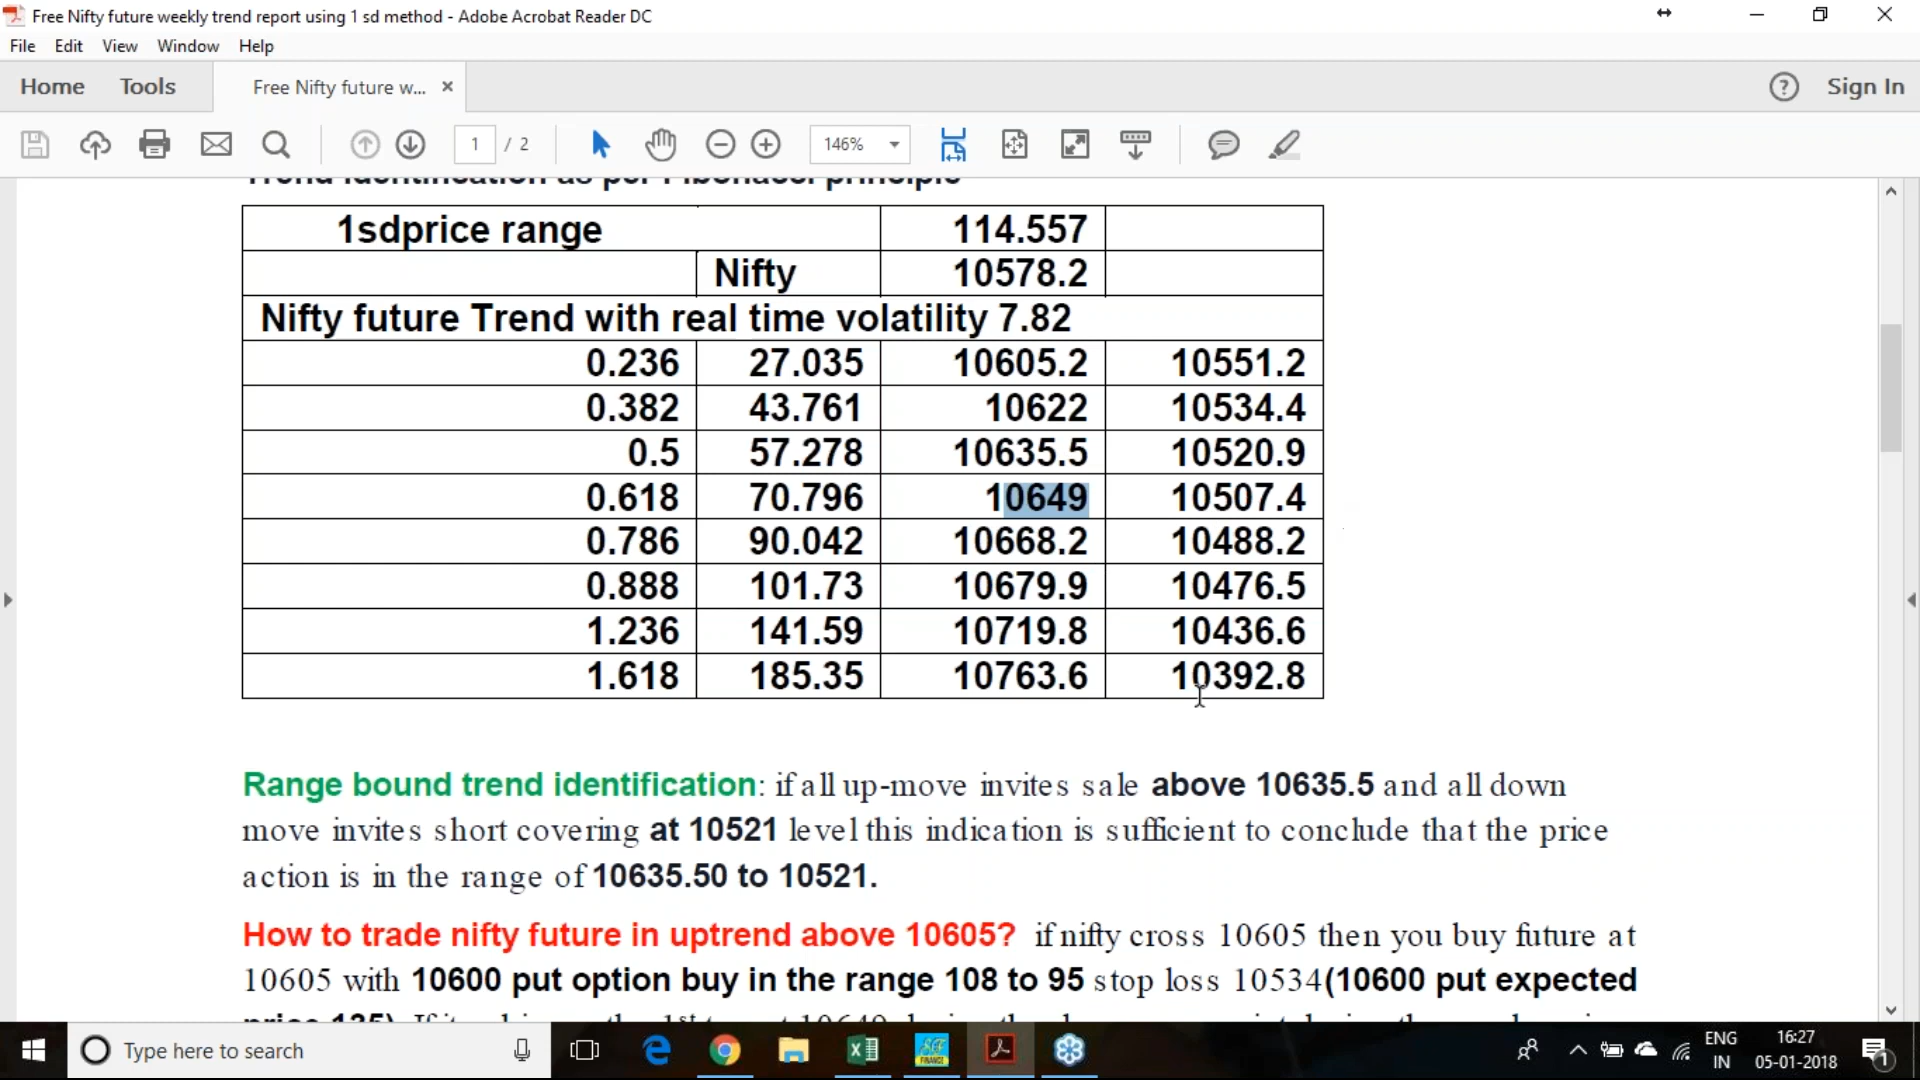 Free Nifty future weekly trend report using 1 sd method - Adobe Acrobat Reader DC
File Edit View Window Help
Home Tools Free Nifty future w... × ? Sign In
1 / 2 146%
Trend identification as per Fibonacci principle
1sdprice range 114.557
Nifty 10578.2
Nifty future Trend with real time volatility 7.82
0.236 27.035 10605.2 10551.2
0.382 43.761 10622 10534.4
0.5 57.278 10635.5 10520.9
0.618 70.796 10649 10507.4
0.786 90.042 10668.2 10488.2
0.888 101.73 10679.9 10476.5
1.236 141.59 10719.8 10436.6
1.618 185.35 10763.6 10392.8
Range bound trend identification: if all up-move invites sale above 10635.5 and all down
move invites short covering at 10521 level this indication is sufficient to conclude that the price
action is in the range of 10635.50 to 10521.
How to trade nifty future in uptrend above 10605? if nifty cross 10605 then you buy future at
10605 with 10600 put option buy in the range 108 to 95 stop loss 10534(10600 put expected
price 135)
Type here to search ENG 16:27
IN 05-01-2018 1